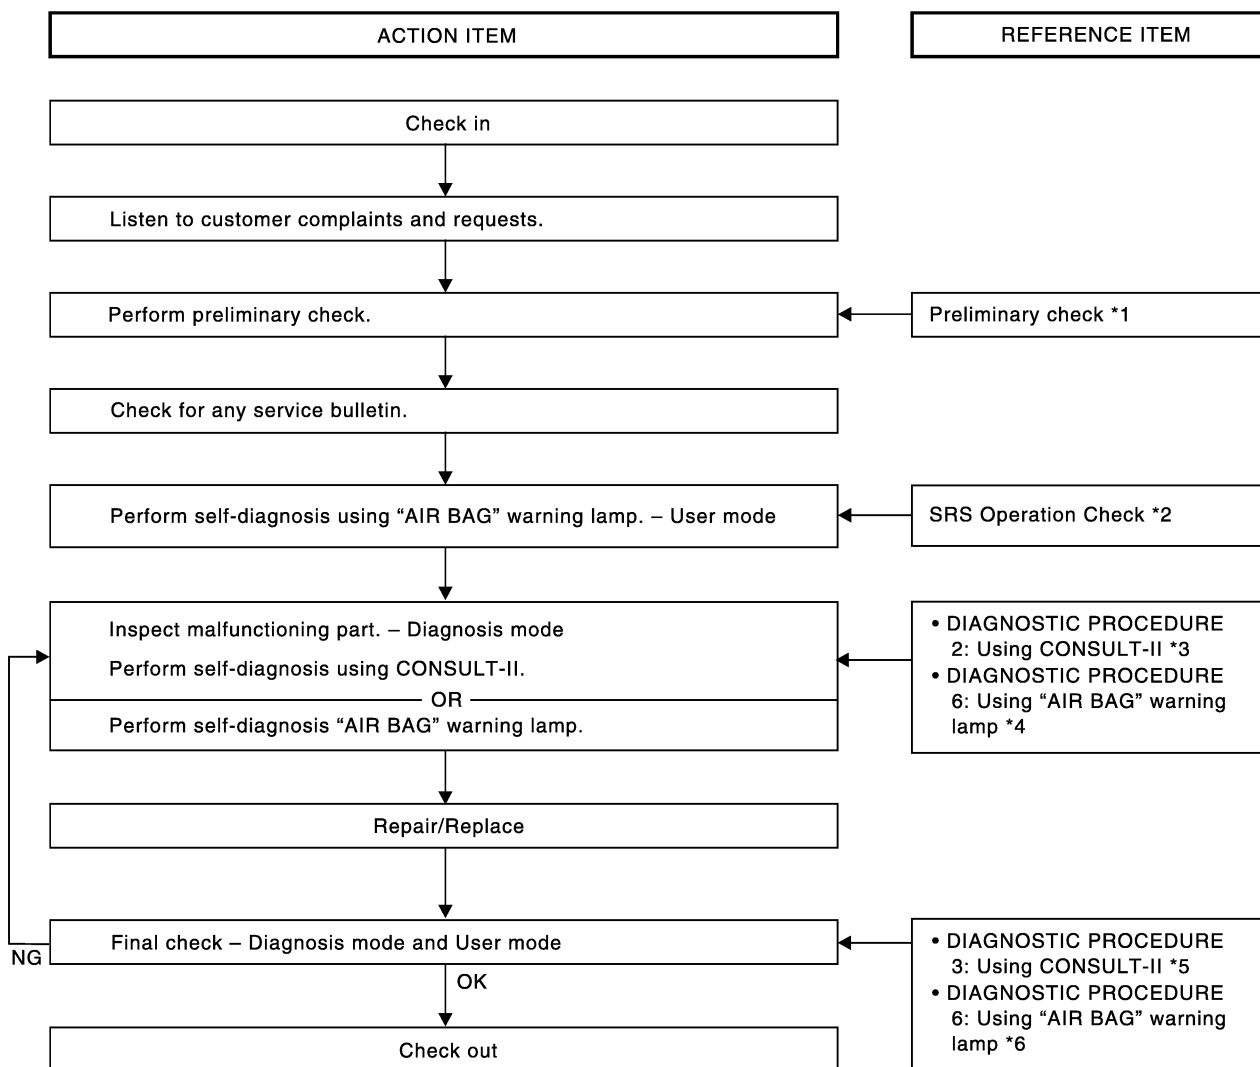 ACTION ITEM
REFERENCE ITEM
Check in
Listen to customer complaints and requests.
Perform preliminary check.
Preliminary check *1
Check for any service bulletin.
Perform self-diagnosis using “AIR BAG” warning lamp. – User mode
SRS Operation Check *2
Inspect malfunctioning part. – Diagnosis mode
Perform self-diagnosis using CONSULT-II.
OR
Perform self-diagnosis “AIR BAG” warning lamp.
• DIAGNOSTIC PROCEDURE
2: Using CONSULT-II *3
• DIAGNOSTIC PROCEDURE
6: Using “AIR BAG” warning
lamp *4
Repair/Replace
Final check – Diagnosis mode and User mode
NG
OK
• DIAGNOSTIC PROCEDURE
3: Using CONSULT-II *5
• DIAGNOSTIC PROCEDURE
6: Using “AIR BAG” warning
lamp *6
Check out